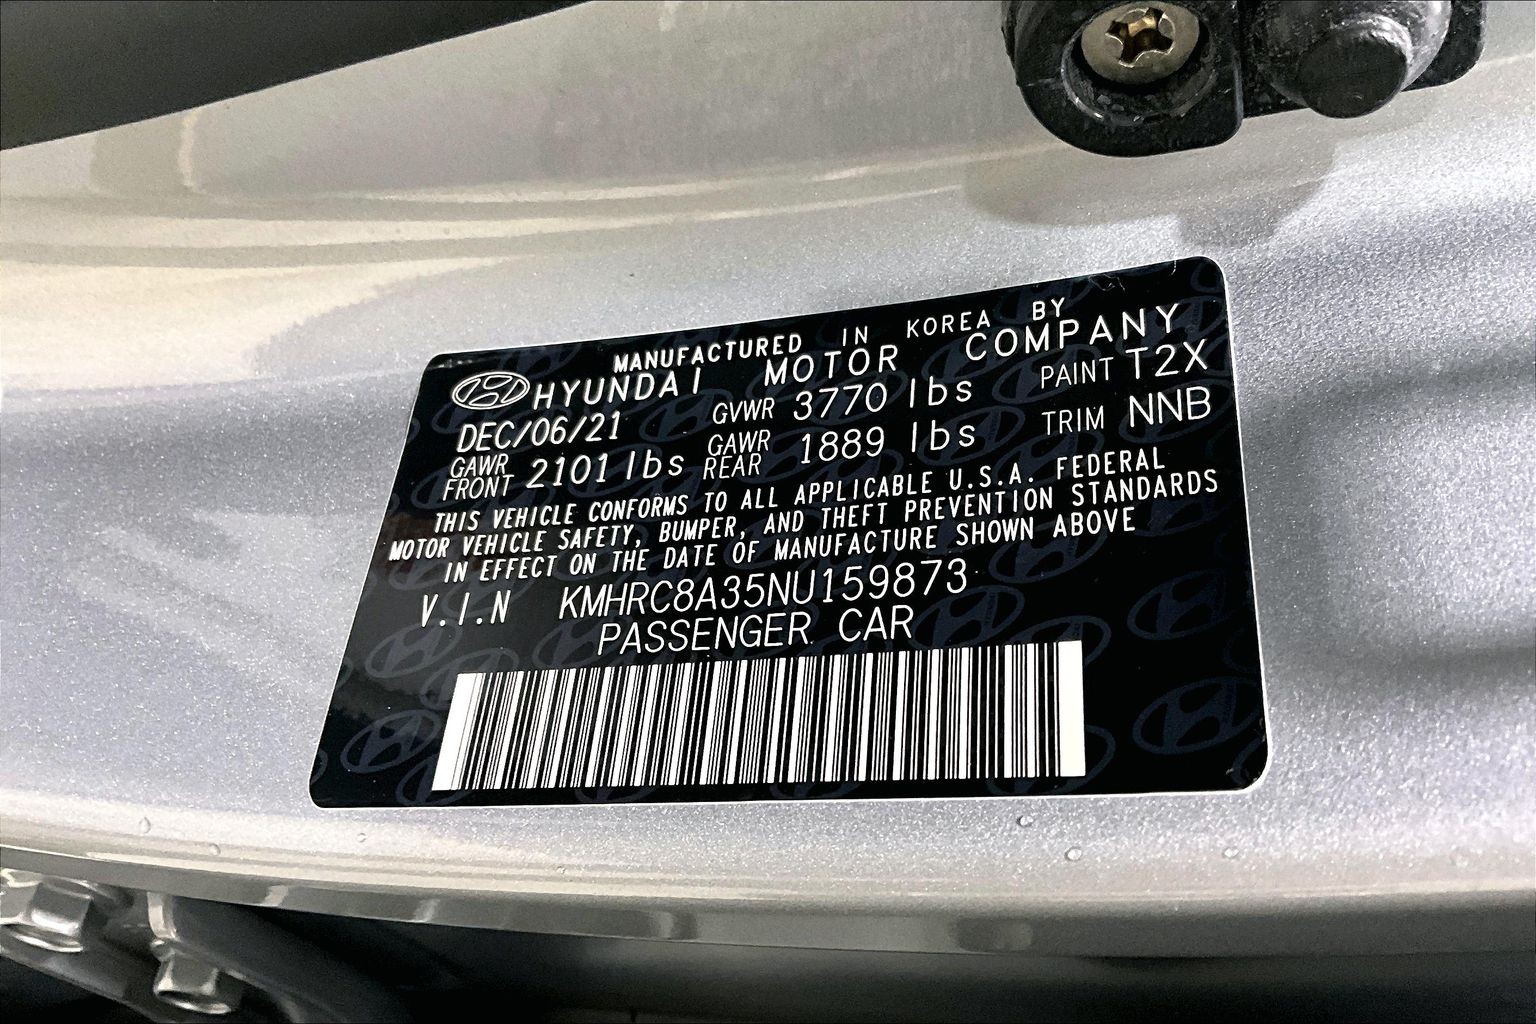 MANUFACTURED IN KOREA BY
HYUNDAI MOTOR COMPANY
DEC/06/21 GVWR 3770 lbs PAINT T2X
GAWR FRONT 2101 lbs GAWR REAR 1889 lbs TRIM NNB
THIS VEHICLE CONFORMS TO ALL APPLICABLE U.S.A. FEDERAL
MOTOR VEHICLE SAFETY, BUMPER, AND THEFT PREVENTION STANDARDS
IN EFFECT ON THE DATE OF MANUFACTURE SHOWN ABOVE
V.I.N KMHRC8A35NU159873
PASSENGER CAR